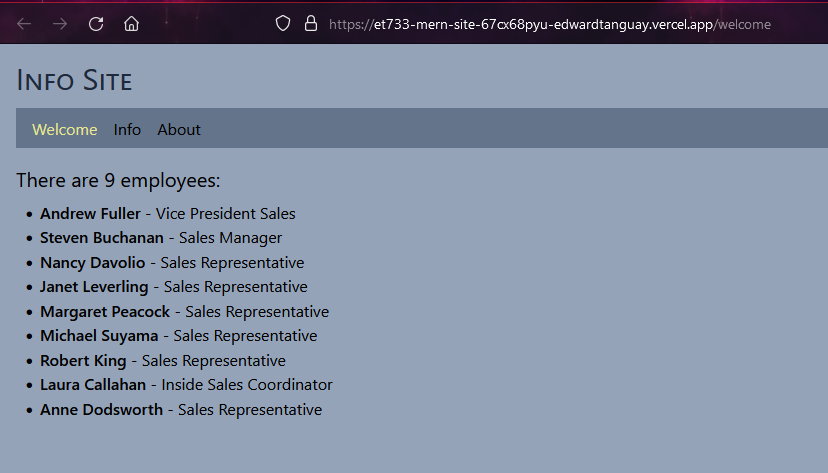 https://et733-mern-site-67cx68pyu-edwardtanguay.vercel.app/welcome
Info Site
Welcome Info About
There are 9 employees:
• Andrew Fuller - Vice President Sales
• Steven Buchanan - Sales Manager
• Nancy Davolio - Sales Representative
• Janet Leverling - Sales Representative
• Margaret Peacock - Sales Representative
• Michael Suyama - Sales Representative
• Robert King - Sales Representative
• Laura Callahan - Inside Sales Coordinator
• Anne Dodsworth - Sales Representative